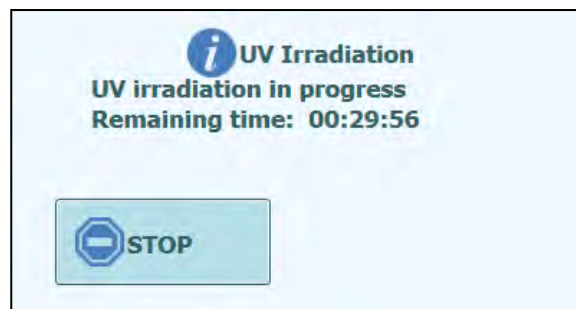 UV Irradiation
UV irradiation in progress
Remaining time: 00:29:56
STOP